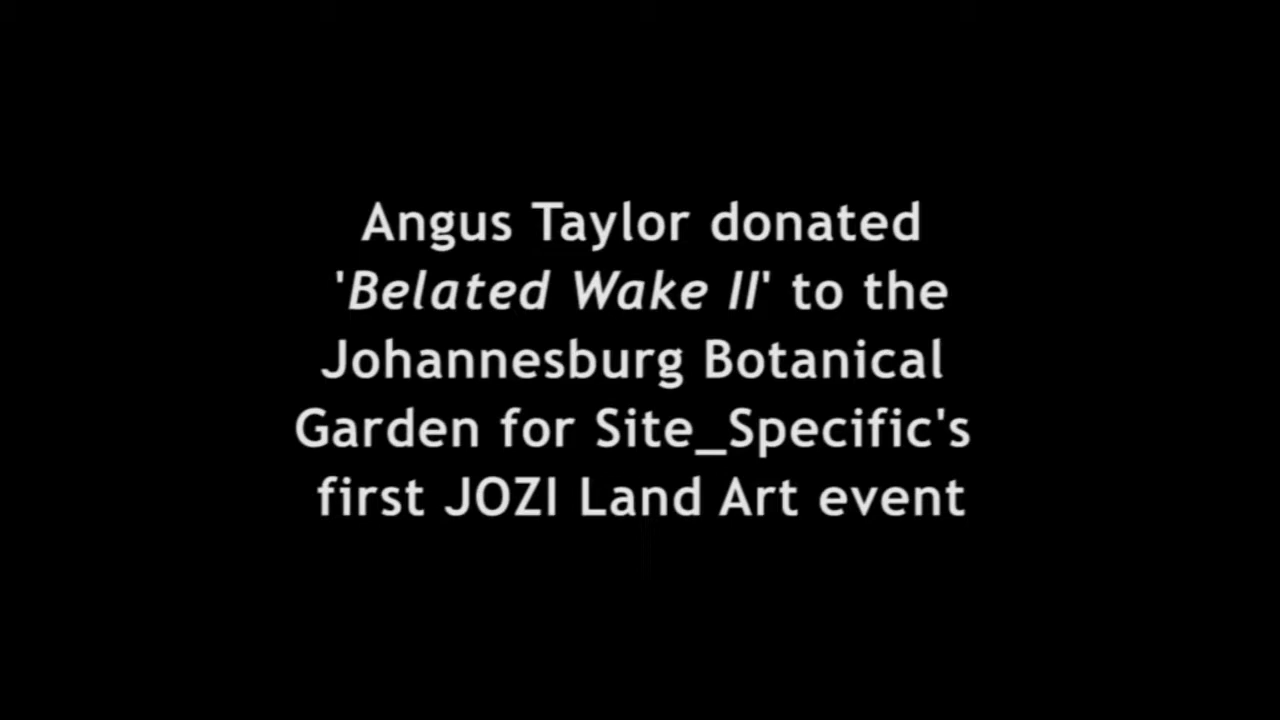 Angus Taylor donated
'Belated Wake II' to the
Johannesburg Botanical
Garden for Site_Specific's
first JOZI Land Art event